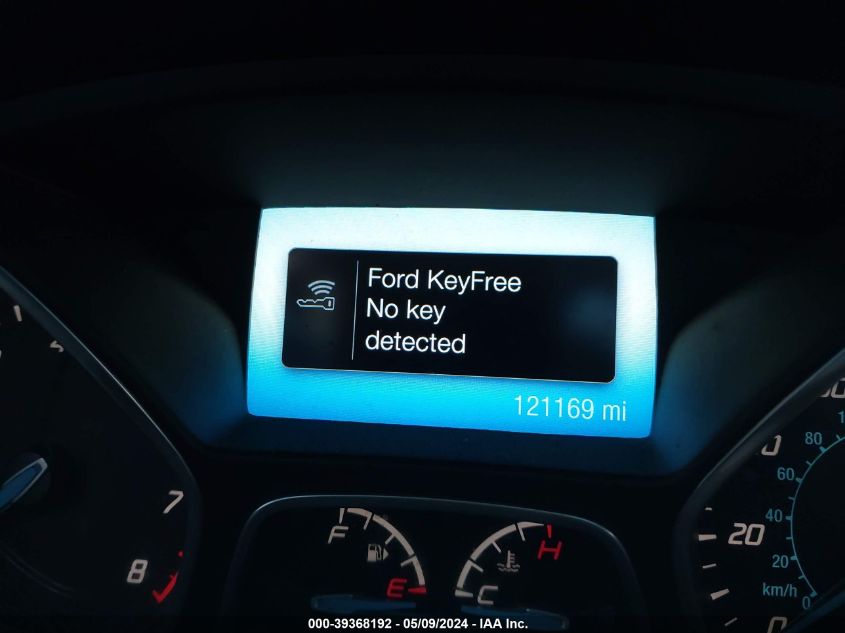 Ford KeyFree
No key
detected
121169 mi
7
8
F
E
H
C
80
60
40
20
20
km/h
0
000-39368192 - 05/09/2024 - IAA Inc.